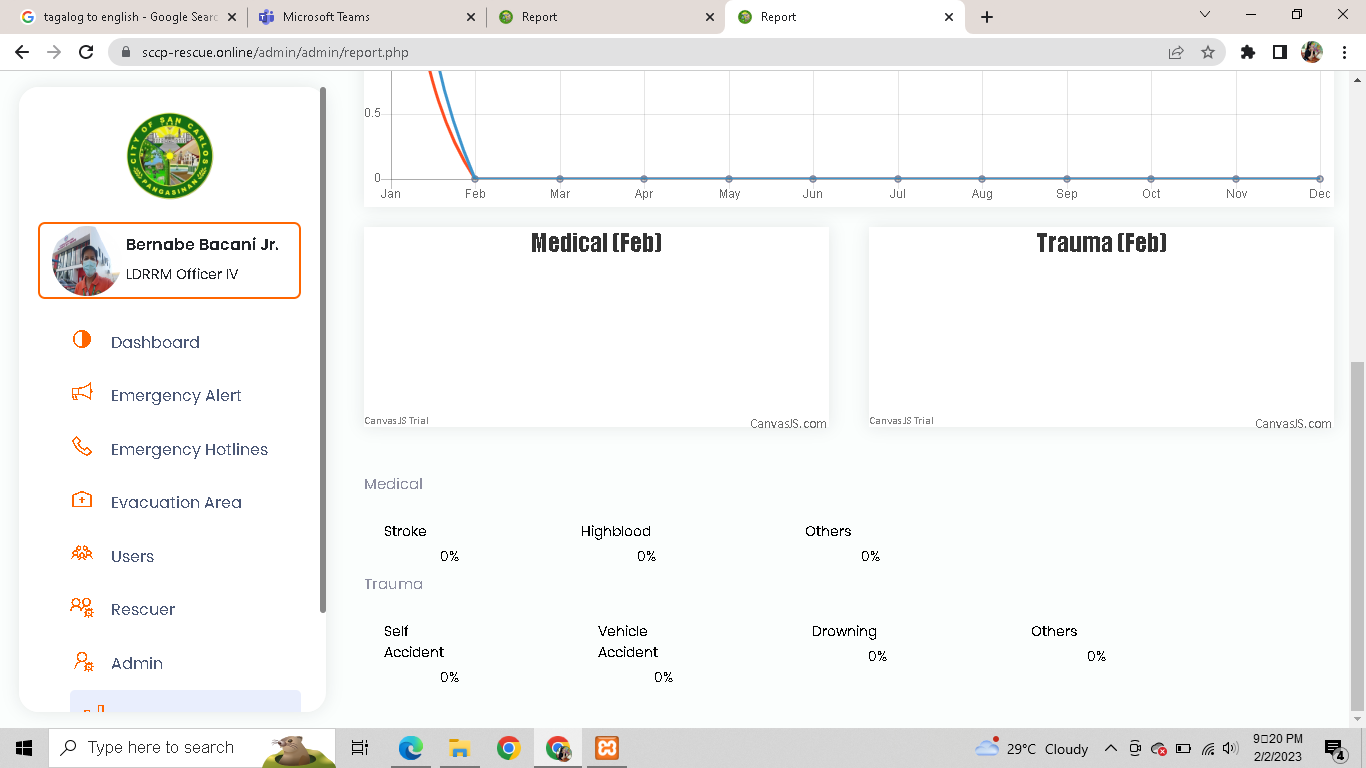 tagalog to english - Google Searc
Microsoft Teams
Report
Report
sccp-rescue.online/admin/admin/report.php
CITY OF SAN CARLOS
PANGASINAN
Bernabe Bacani Jr.
LDRRM Officer IV
Dashboard
Emergency Alert
Emergency Hotlines
Evacuation Area
Users
Rescuer
Admin
0.5
0
Jan Feb Mar Apr May Jun Jul Aug Sep Oct Nov Dec
Medical (Feb)
CanvasJS Trial
CanvasJS.com
Trauma (Feb)
CanvasJS Trial
CanvasJS.com
Medical
Stroke Highblood Others
0% 0% 0%
Trauma
Self Vehicle Drowning Others
Accident Accident 0% 0%
0% 0%
Type here to search
29°C Cloudy
9:20 PM
2/2/2023
4